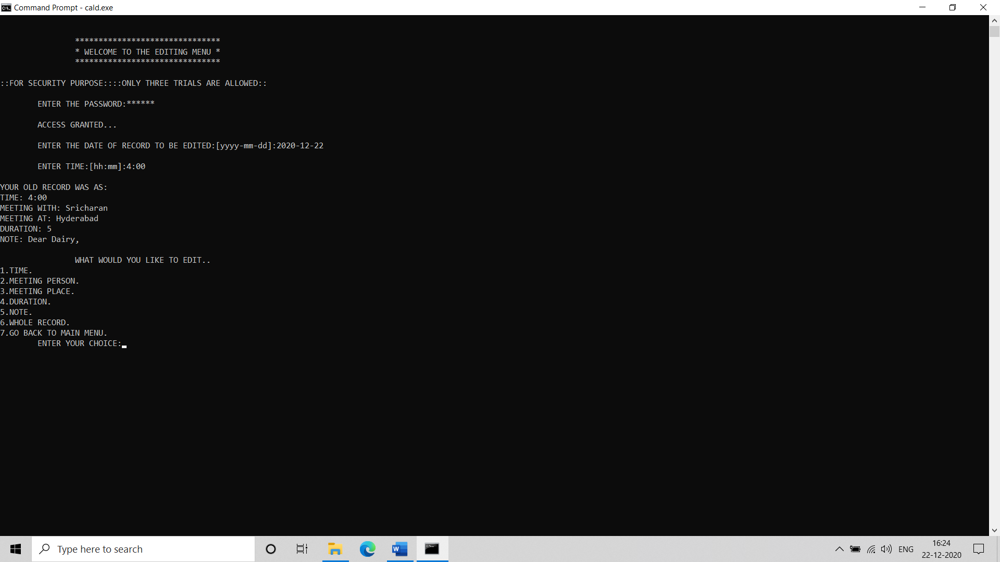 Command Prompt - cald.exe
*******************************
* WELCOME TO THE EDITING MENU *
*******************************
::FOR SECURITY PURPOSE::::ONLY THREE TRIALS ARE ALLOWED::
ENTER THE PASSWORD:******
ACCESS GRANTED...
ENTER THE DATE OF RECORD TO BE EDITED:[yyyy-mm-dd]:2020-12-22
ENTER TIME:[hh:mm]:4:00
YOUR OLD RECORD WAS AS:
TIME: 4:00
MEETING WITH: Sricharan
MEETING AT: Hyderabad
DURATION: 5
NOTE: Dear Dairy,
WHAT WOULD YOU LIKE TO EDIT..
1.TIME.
2.MEETING PERSON.
3.MEETING PLACE.
4.DURATION.
5.NOTE.
6.WHOLE RECORD.
7.GO BACK TO MAIN MENU.
ENTER YOUR CHOICE:
Type here to search
ENG
16:24
22-12-2020